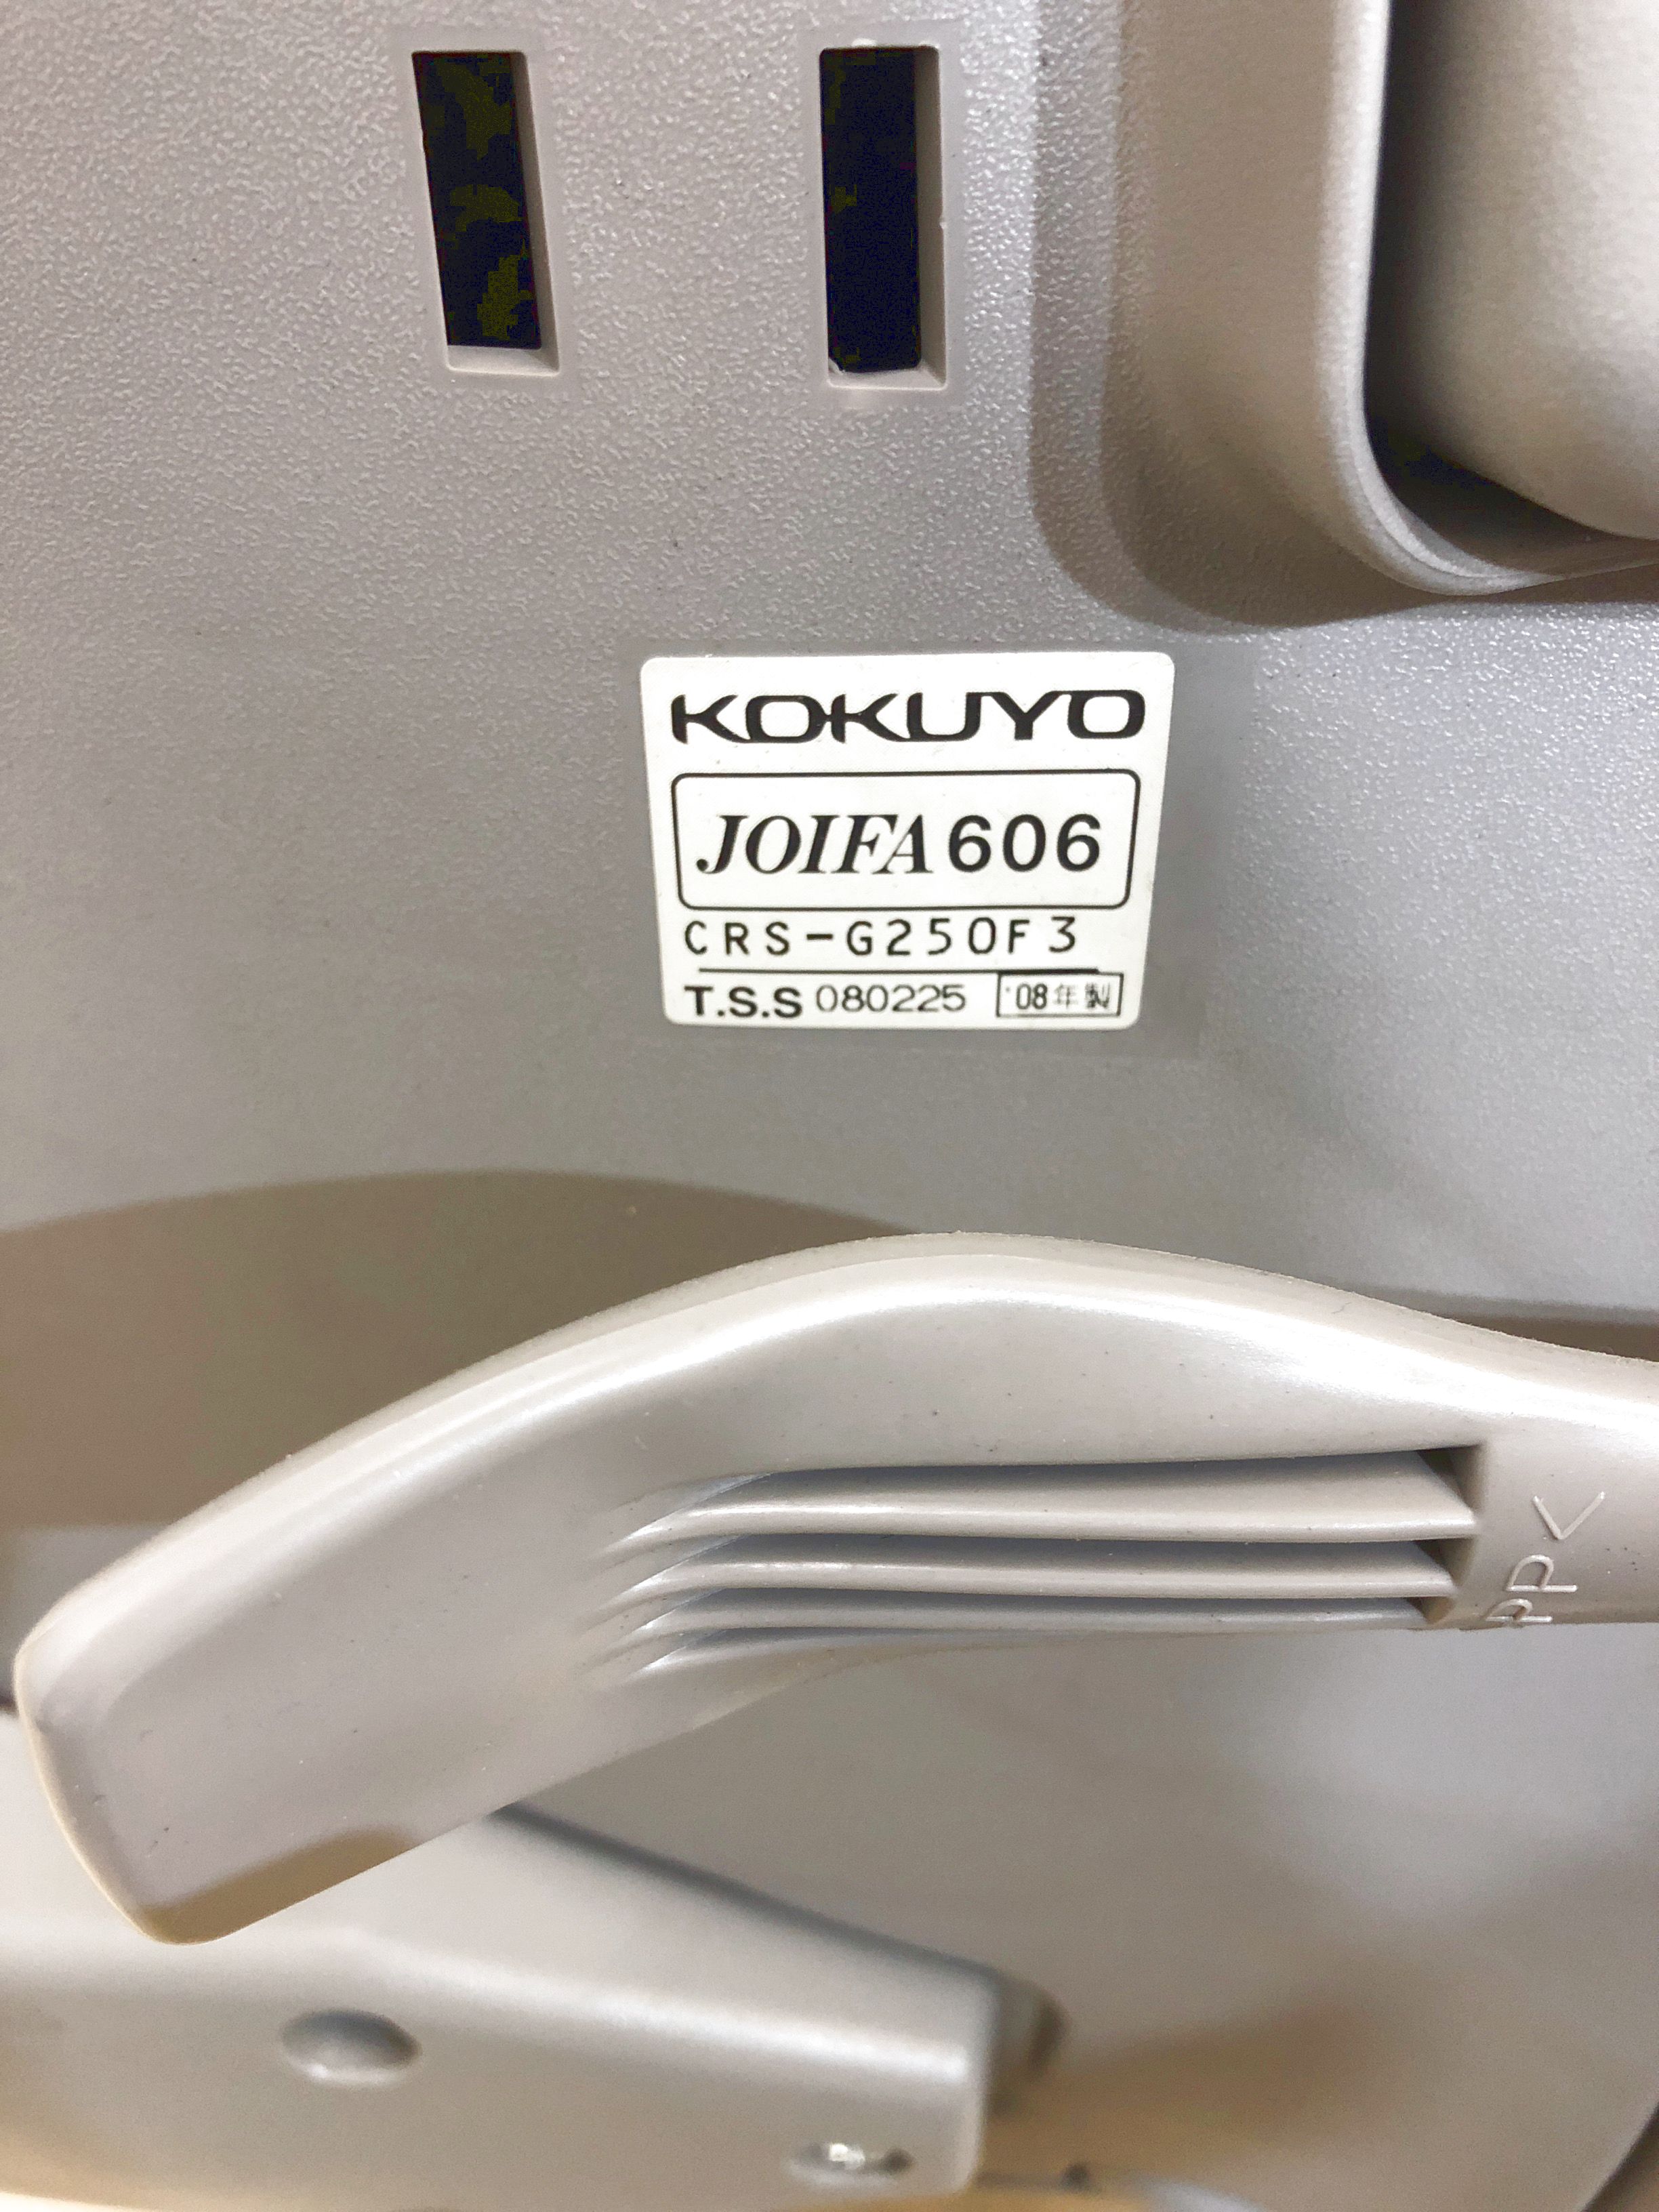 KOKUYO
JOIFA 606
CRS-G250F3
T.S.S 080225 '08年製
PP<